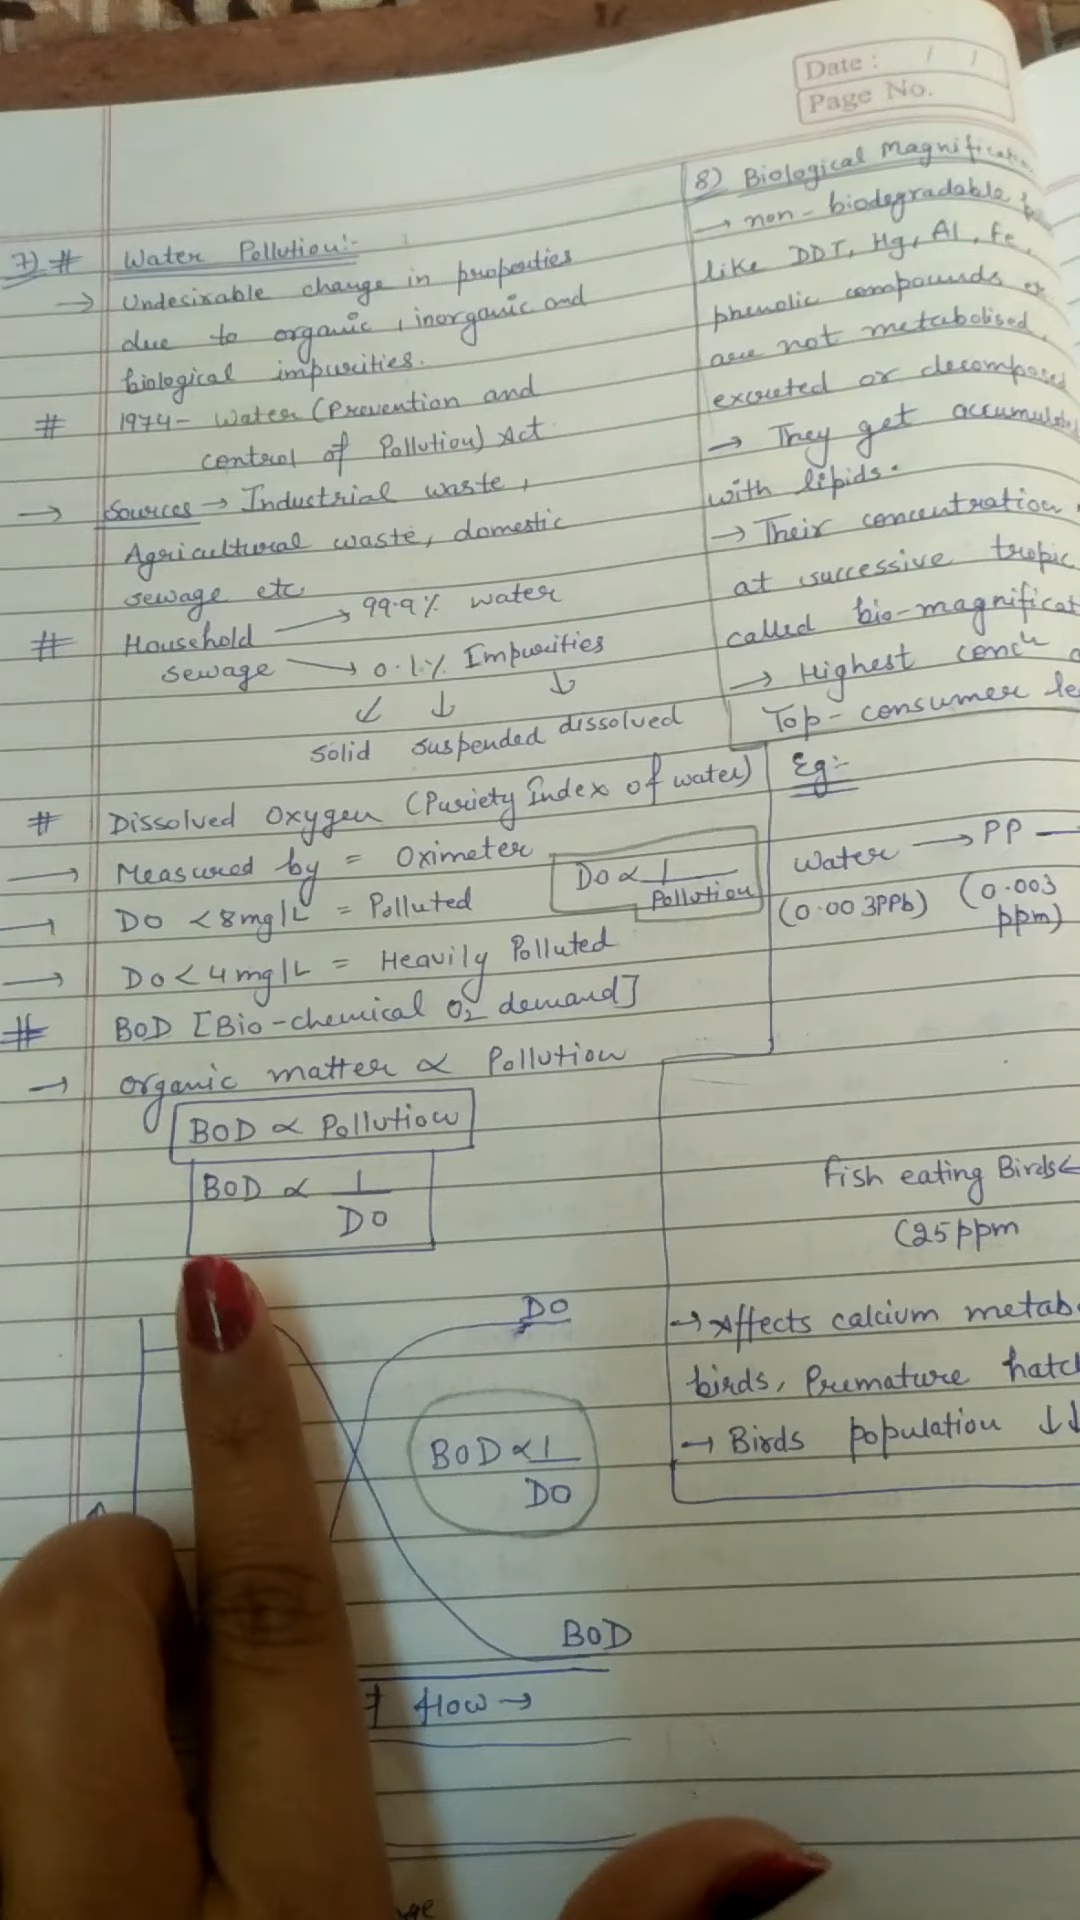 Date : / /
Page No.
7) # Water Pollution:-
→ Undesirable change in properties
due to organic, inorganic and
biological impurities.
# 1974- Water (Prevention and
control of Pollution) Act
→ Sources → Industrial waste,
Agricultural waste, domestic
sewage etc.
# Household → 99.9% water
sewage → 0.1% Impurities
↓ ↓ ↓
Solid suspended dissolved
# Dissolved Oxygen (Puriety Index of water)
→ Measured by = Oximeter
DO ∝ 1/Pollution
→ DO <8mg/L = Polluted
→ DO <4mg/L = Heavily Polluted
# BOD [Bio-chemical O2 demand]
→ organic matter ∝ Pollution
BOD ∝ Pollution
BOD ∝ 1/DO
DO
BOD ∝ 1/DO
BOD
flow →
8) Biological Magnific
→ non-biodegradable
like DDT, Hg, Al, Fe,
phenolic compounds
are not metabolised,
excreted or decomposed
→ They get accumulat
with lipids.
→ Their concentration
at successive tropic
called bio-magnificat
→ Highest concn
Top-consumer le
Eg:-
Water → PP →
(0.003PPb) (0.003 ppm)
Fish eating Birds ←
(25ppm
→ Affects calcium metab
birds, Premature hatc
→ Birds population ↓↓